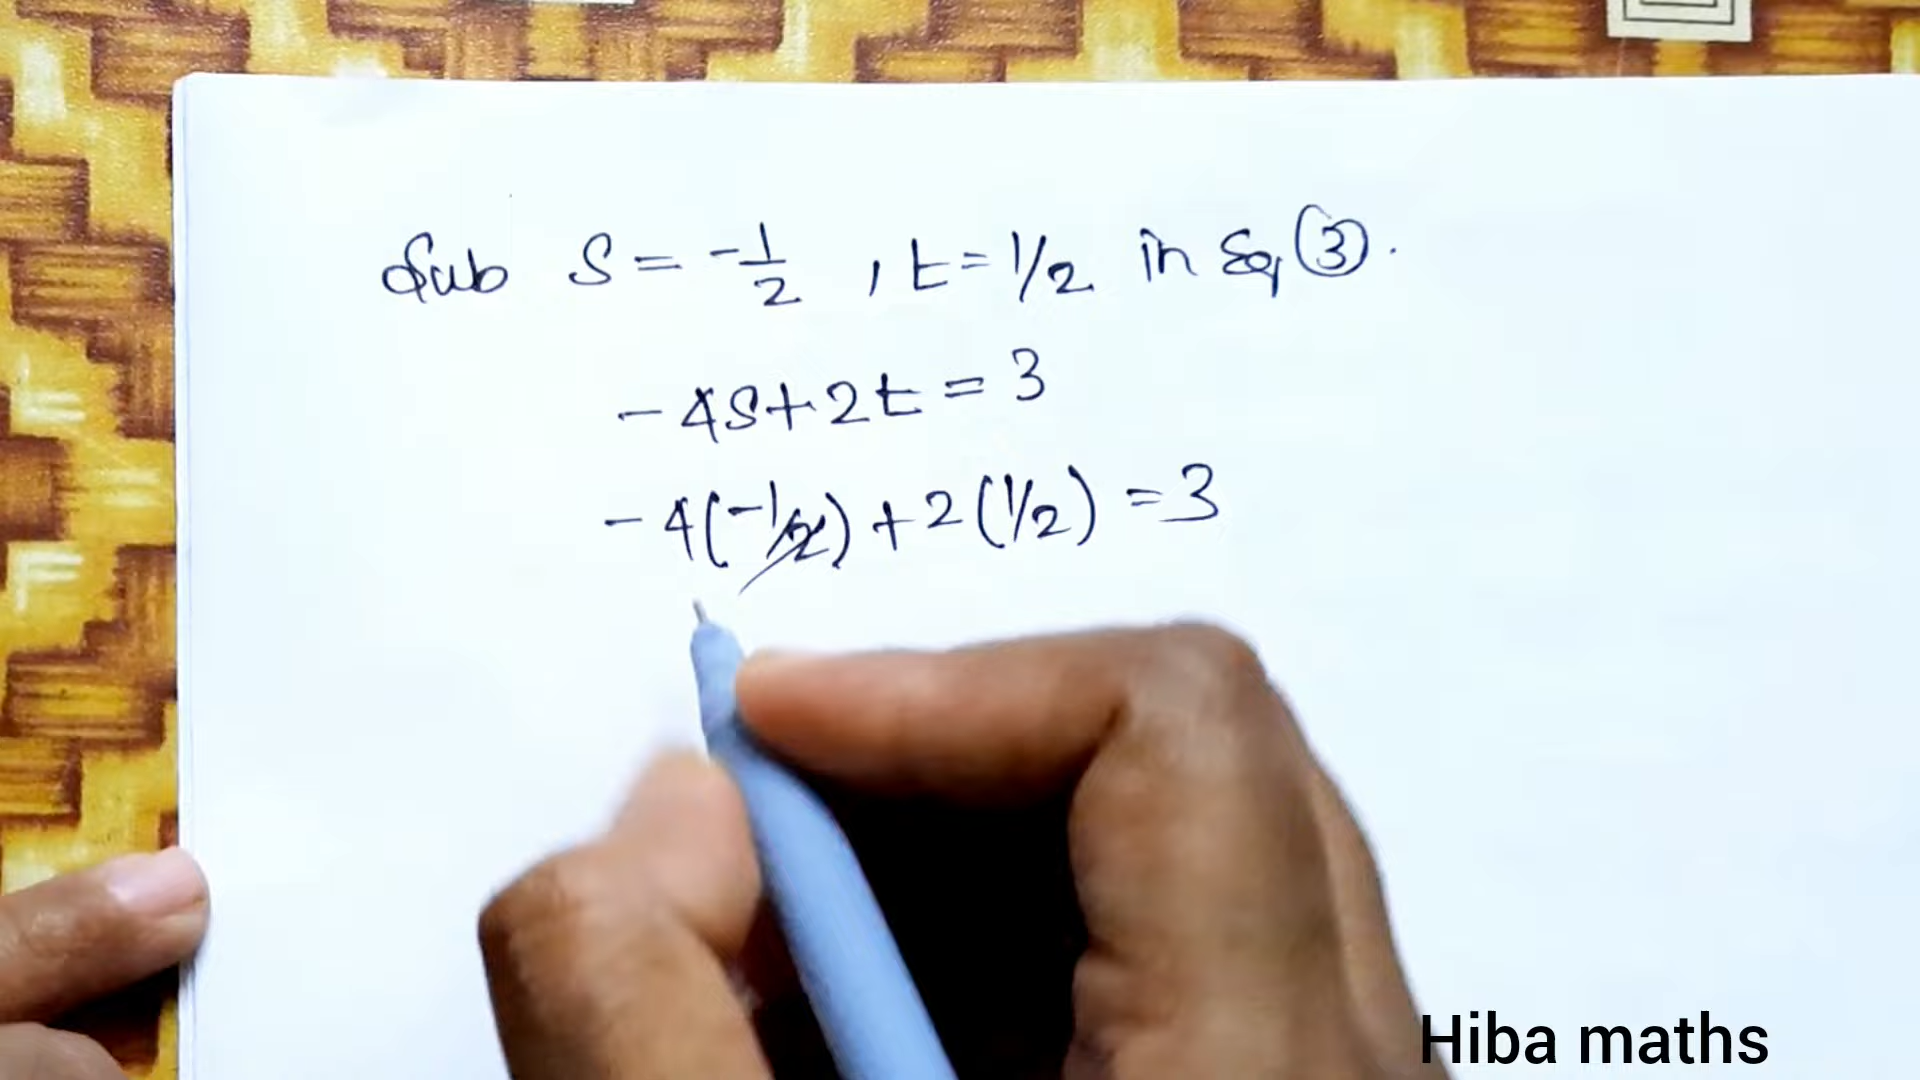 Sub S = -1/2 , t = 1/2 in Eq ③.
-4S+2t = 3
-4(-1/2) + 2(1/2) = 3
Hiba maths